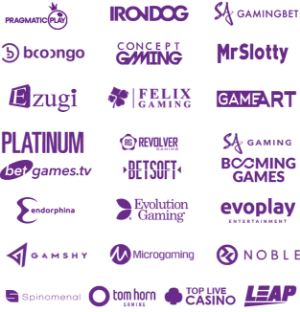 PRAGMATIC PLAY
IRONDOG
SA GAMINGBET
booongo
CONCEPT GAMING
MrSlotty
Ezugi
FELIX GAMING
GAMEART
PLATINUM
REVOLVER GAMING
SA GAMING
betgames.tv
BETSOFT
BOOMING GAMES
endorphina
Evolution Gaming
evoplay ENTERTAINMENT
GAMSHY
Microgaming
NOBLE
Spinomenal
tom horn GAMING
TOP LIVE CASINO
LEAP